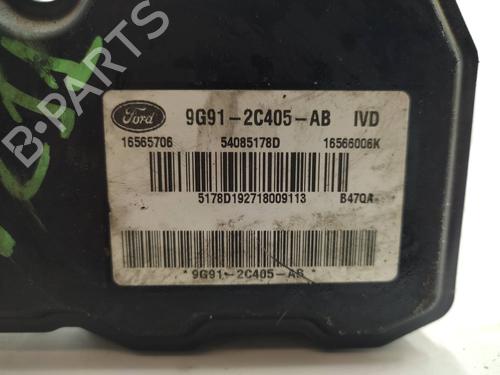 B-PARTS
Ford 9G91-2C405-AB IVD
16565706 54085178D 16566006K
5178D192718009113 B47QA
* 9G91-2C405-AB *